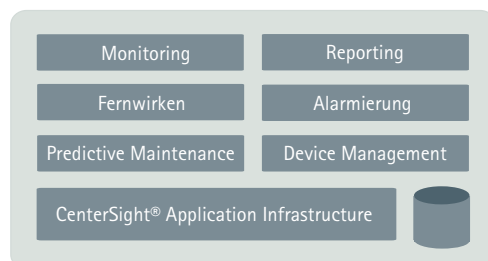 Monitoring
Reporting
Fernwirken
Alarmierung
Predictive Maintenance
Device Management
CenterSight® Application Infrastructure